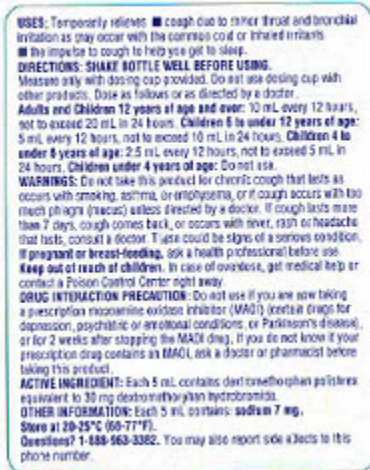 USES: Temporarily relieves ■ cough due to minor throat and bronchial
irritation as may occur with the common cold or inhaled irritants
■ the impulse to cough to help you get to sleep.
DIRECTIONS: SHAKE BOTTLE WELL BEFORE USING.
Measure only with dosing cup provided. Do not use dosing cup with
other products. Dose as follows or as directed by a doctor.
Adults and Children 12 years of age and over: 10 mL every 12 hours,
not to exceed 20 mL in 24 hours. Children 6 to under 12 years of age:
5 mL every 12 hours, not to exceed 10 mL in 24 hours. Children 4 to
under 6 years of age: 2.5 mL every 12 hours, not to exceed 5 mL in
24 hours. Children under 4 years of age: Do not use.
WARNINGS: Do not take this product for chronic cough that lasts as
occurs with smoking, asthma, or emphysema, or if cough occurs with too
much phlegm (mucus) unless directed by a doctor. If cough lasts more
than 7 days, cough comes back, or occurs with fever, rash or headache
that lasts, consult a doctor. These could be signs of a serious condition.
If pregnant or breast-feeding, ask a health professional before use.
Keep out of reach of children. In case of overdose, get medical help or
contact a Poison Control Center right away.
DRUG INTERACTION PRECAUTION: Do not use if you are now taking
a prescription monoamine oxidase inhibitor (MAOI) (certain drugs for
depression, psychiatric or emotional conditions, or Parkinson's disease),
or for 2 weeks after stopping the MAOI drug. If you do not know if your
prescription drug contains an MAOI, ask a doctor or pharmacist before
taking this product.
ACTIVE INGREDIENT: Each 5 mL contains dextromethorphan polistirex
equivalent to 30 mg dextromethorphan hydrobromide.
OTHER INFORMATION: Each 5 mL contains: sodium 7 mg.
Store at 20-25°C (68-77°F).
Questions? 1-888-963-3382. You may also report side effects to this
phone number.